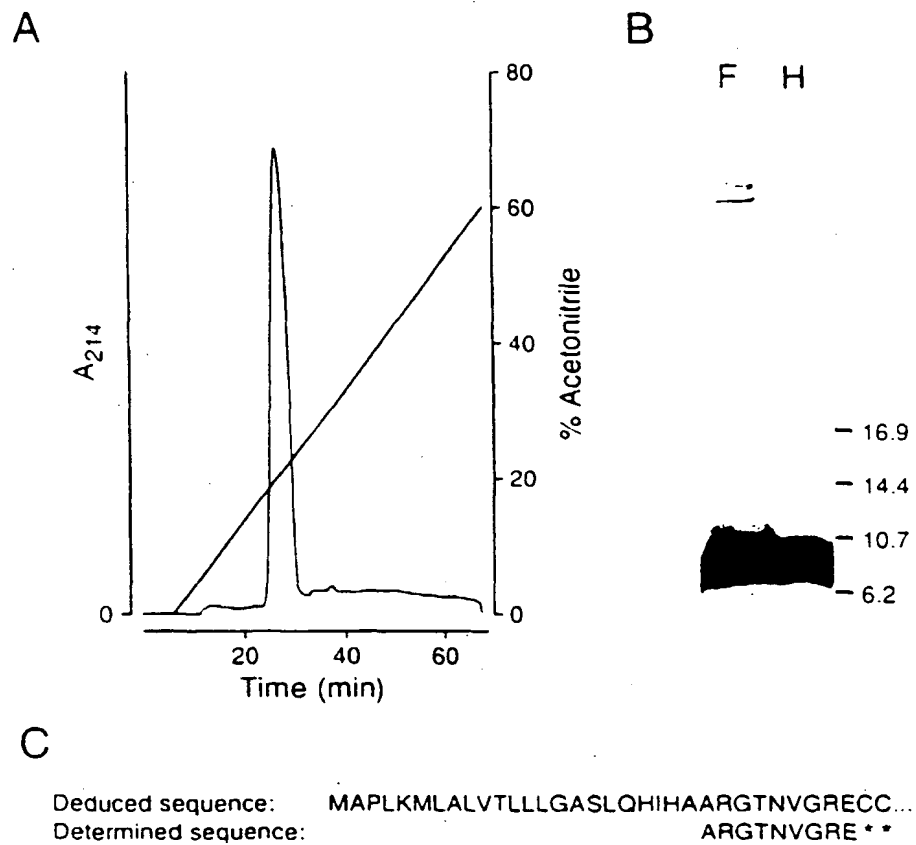 A
B
F H
80
60
40
20
0
A214
% Acetonitrile
0
20 40 60
Time (min)
16.9
14.4
10.7
6.2
C
Deduced sequence: MAPLKMLALVTLLLGASLQHIHAARGTNVGRECC...
Determined sequence: ARGTNVGRE**